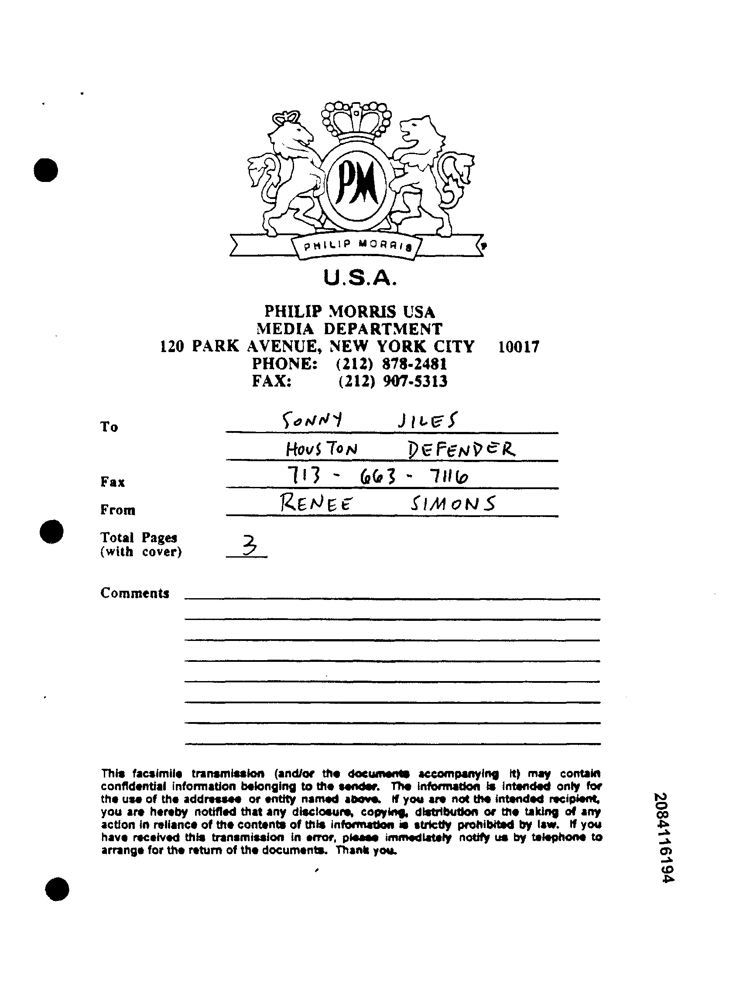 PM
PHILIP MORRIS
U.S.A.
PHILIP MORRIS USA
MEDIA DEPARTMENT
120 PARK AVENUE, NEW YORK CITY 10017
PHONE: (212) 878-2481
FAX: (212) 907-5313
To SONNY JILES
HOUSTON DEFENDER
Fax 713 - 663 - 7116
From RENEE SIMONS
Total Pages
(with cover) 3
Comments
This facsimile transmission (and/or the documents accompanying it) may contain
confidential information belonging to the sender. The information is intended only for
the use of the addressee or entity named above. If you are not the intended recipient,
you are hereby notified that any disclosure, copying, distribution or the taking of any
action in reliance of the contents of this information is strictly prohibited by law. If you
have received this transmission in error, please immediately notify us by telephone to
arrange for the return of the documents. Thank you.
2084116194